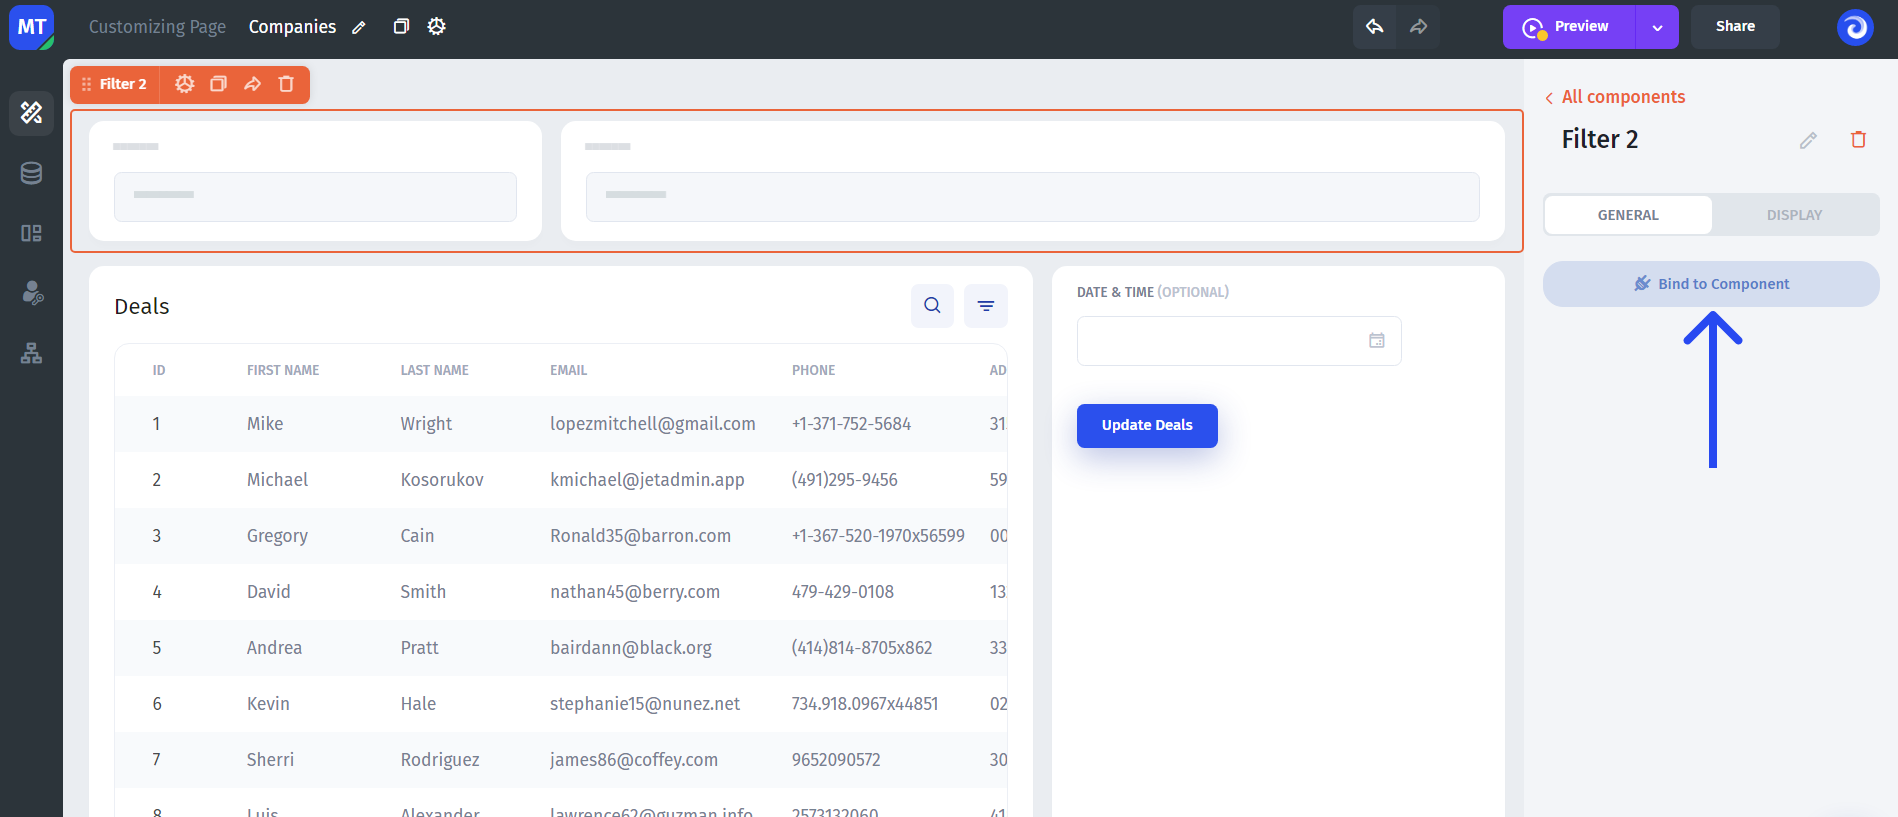 MT
Customizing Page Companies
Preview
Share
Filter 2
All components
Filter 2
GENERAL DISPLAY
Bind to Component
Deals
ID FIRST NAME LAST NAME EMAIL PHONE AD
1 Mike Wright lopezmitchell@gmail.com +1-371-752-5684 31
2 Michael Kosorukov kmichael@jetadmin.app (491)295-9456 59
3 Gregory Cain Ronald35@barron.com +1-367-520-1970x56599 00
4 David Smith nathan45@berry.com 479-429-0108 13
5 Andrea Pratt bairdann@black.org (414)814-8705x862 33
6 Kevin Hale stephanie15@nunez.net 734.918.0967x44851 02
7 Sherri Rodriguez james86@coffey.com 9652090572 30
8 Luis Alexander lawrence62@guzman.info 2573132060 41
DATE & TIME (OPTIONAL)
Update Deals